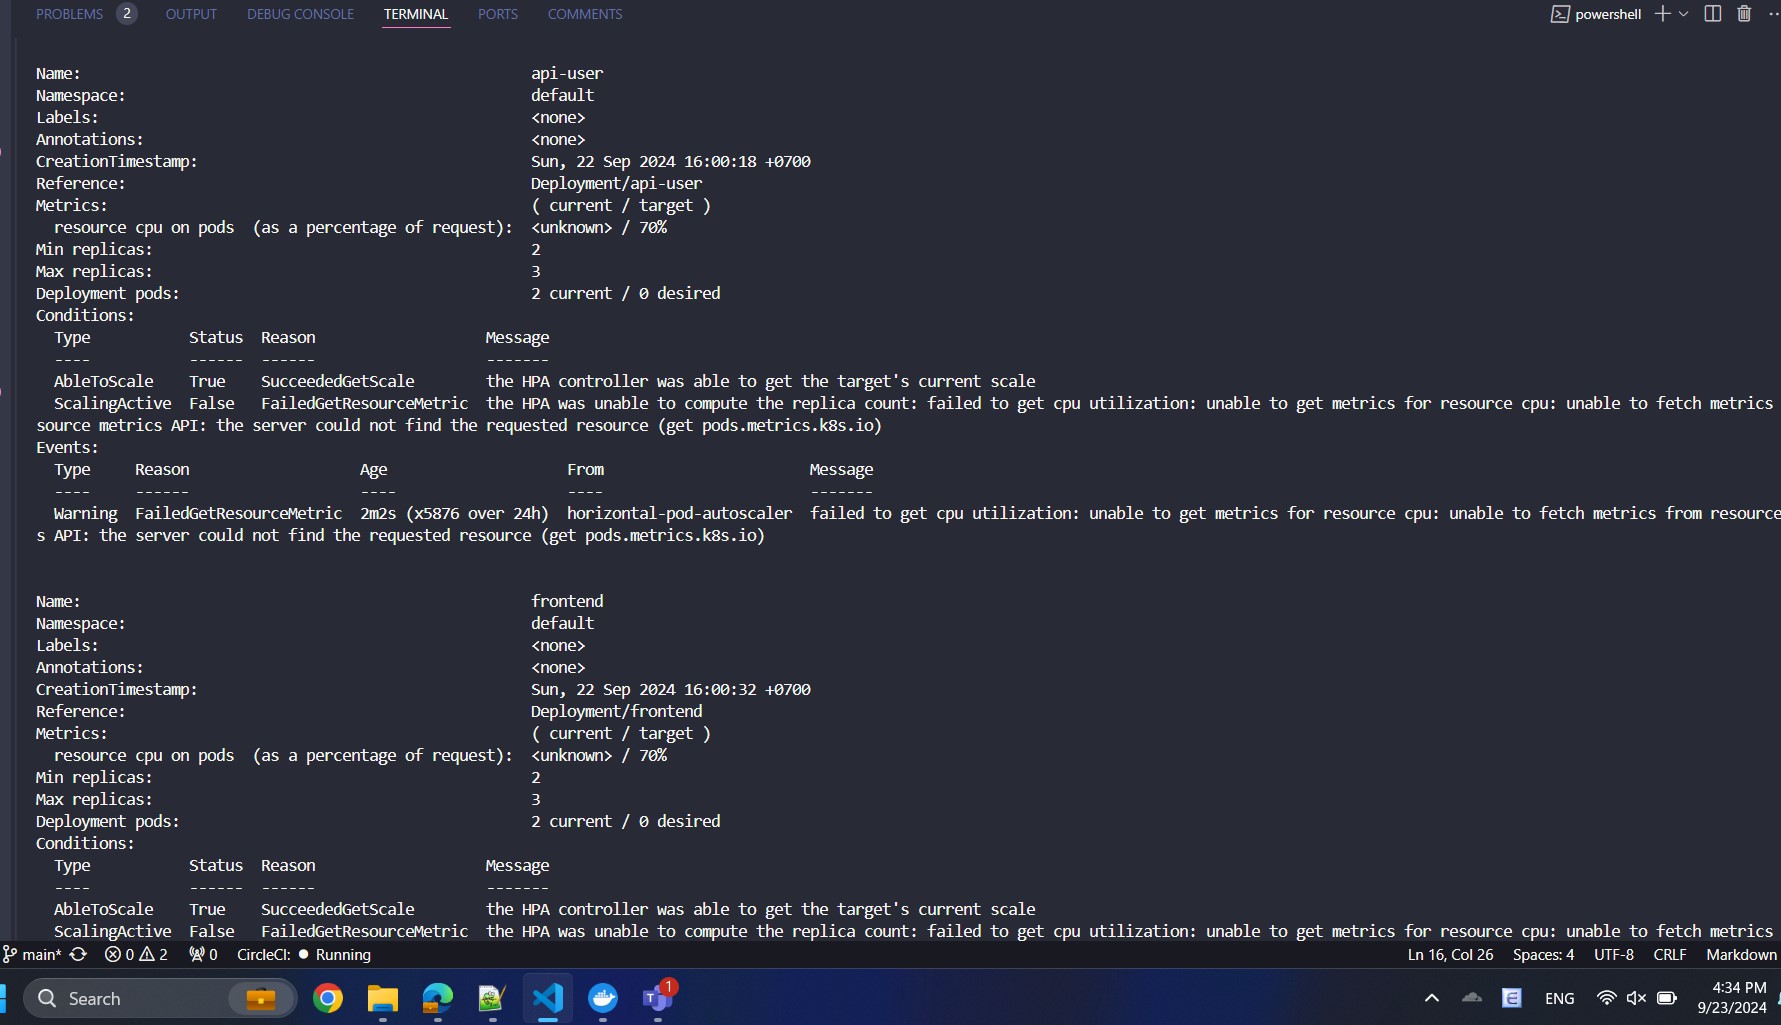 PROBLEMS 2 OUTPUT DEBUG CONSOLE TERMINAL PORTS COMMENTS powershell
Name: api-user
Namespace: default
Labels: <none>
Annotations: <none>
CreationTimestamp: Sun, 22 Sep 2024 16:00:18 +0700
Reference: Deployment/api-user
Metrics: ( current / target )
resource cpu on pods (as a percentage of request): <unknown> / 70%
Min replicas: 2
Max replicas: 3
Deployment pods: 2 current / 0 desired
Conditions:
Type Status Reason Message
---- ------ ------ -------
AbleToScale True SucceededGetScale the HPA controller was able to get the target's current scale
ScalingActive False FailedGetResourceMetric the HPA was unable to compute the replica count: failed to get cpu utilization: unable to get metrics for resource cpu: unable to fetch metrics
source metrics API: the server could not find the requested resource (get pods.metrics.k8s.io)
Events:
Type Reason Age From Message
---- ------ ---- ---- -------
Warning FailedGetResourceMetric 2m2s (x5876 over 24h) horizontal-pod-autoscaler failed to get cpu utilization: unable to get metrics for resource cpu: unable to fetch metrics from resource
s API: the server could not find the requested resource (get pods.metrics.k8s.io)
Name: frontend
Namespace: default
Labels: <none>
Annotations: <none>
CreationTimestamp: Sun, 22 Sep 2024 16:00:32 +0700
Reference: Deployment/frontend
Metrics: ( current / target )
resource cpu on pods (as a percentage of request): <unknown> / 70%
Min replicas: 2
Max replicas: 3
Deployment pods: 2 current / 0 desired
Conditions:
Type Status Reason Message
---- ------ ------ -------
AbleToScale True SucceededGetScale the HPA controller was able to get the target's current scale
ScalingActive False FailedGetResourceMetric the HPA was unable to compute the replica count: failed to get cpu utilization: unable to get metrics for resource cpu: unable to fetch metrics
main* 0 2 0 CircleCI: Running Ln 16, Col 26 Spaces: 4 UTF-8 CRLF Markdown
Search 1 ENG 4:34 PM
9/23/2024